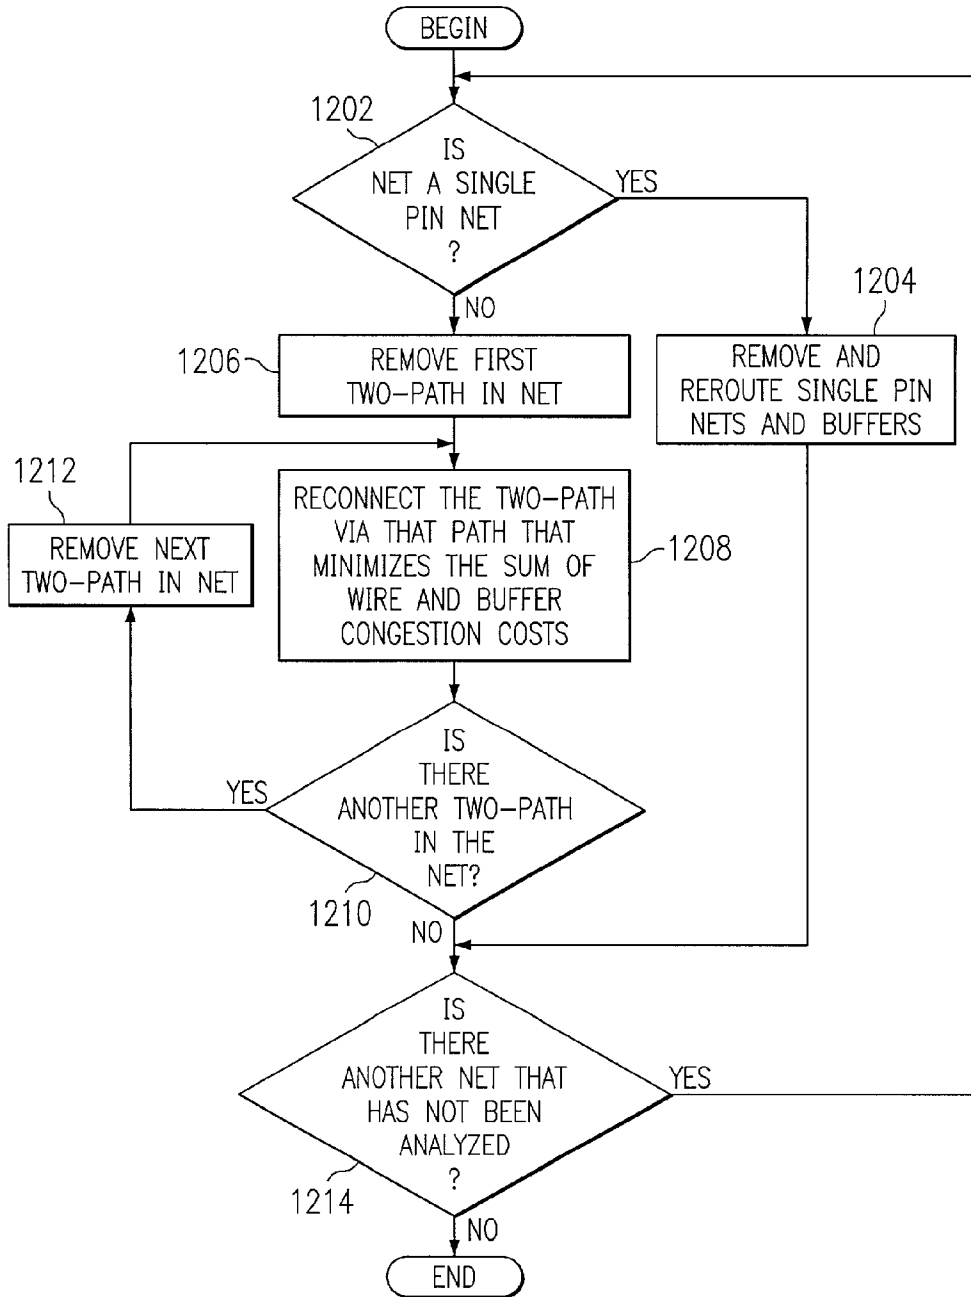 BEGIN
1202
IS
NET A SINGLE
PIN NET
?
YES
NO
1204
REMOVE AND
REROUTE SINGLE PIN
NETS AND BUFFERS
1206
REMOVE FIRST
TWO-PATH IN NET
1212
REMOVE NEXT
TWO-PATH IN NET
RECONNECT THE TWO-PATH
VIA THAT PATH THAT
MINIMIZES THE SUM OF
WIRE AND BUFFER
CONGESTION COSTS
1208
IS
THERE
ANOTHER TWO-PATH
IN THE
NET?
YES
1210
NO
IS
THERE
ANOTHER NET THAT
HAS NOT BEEN
ANALYZED
?
YES
1214
NO
END